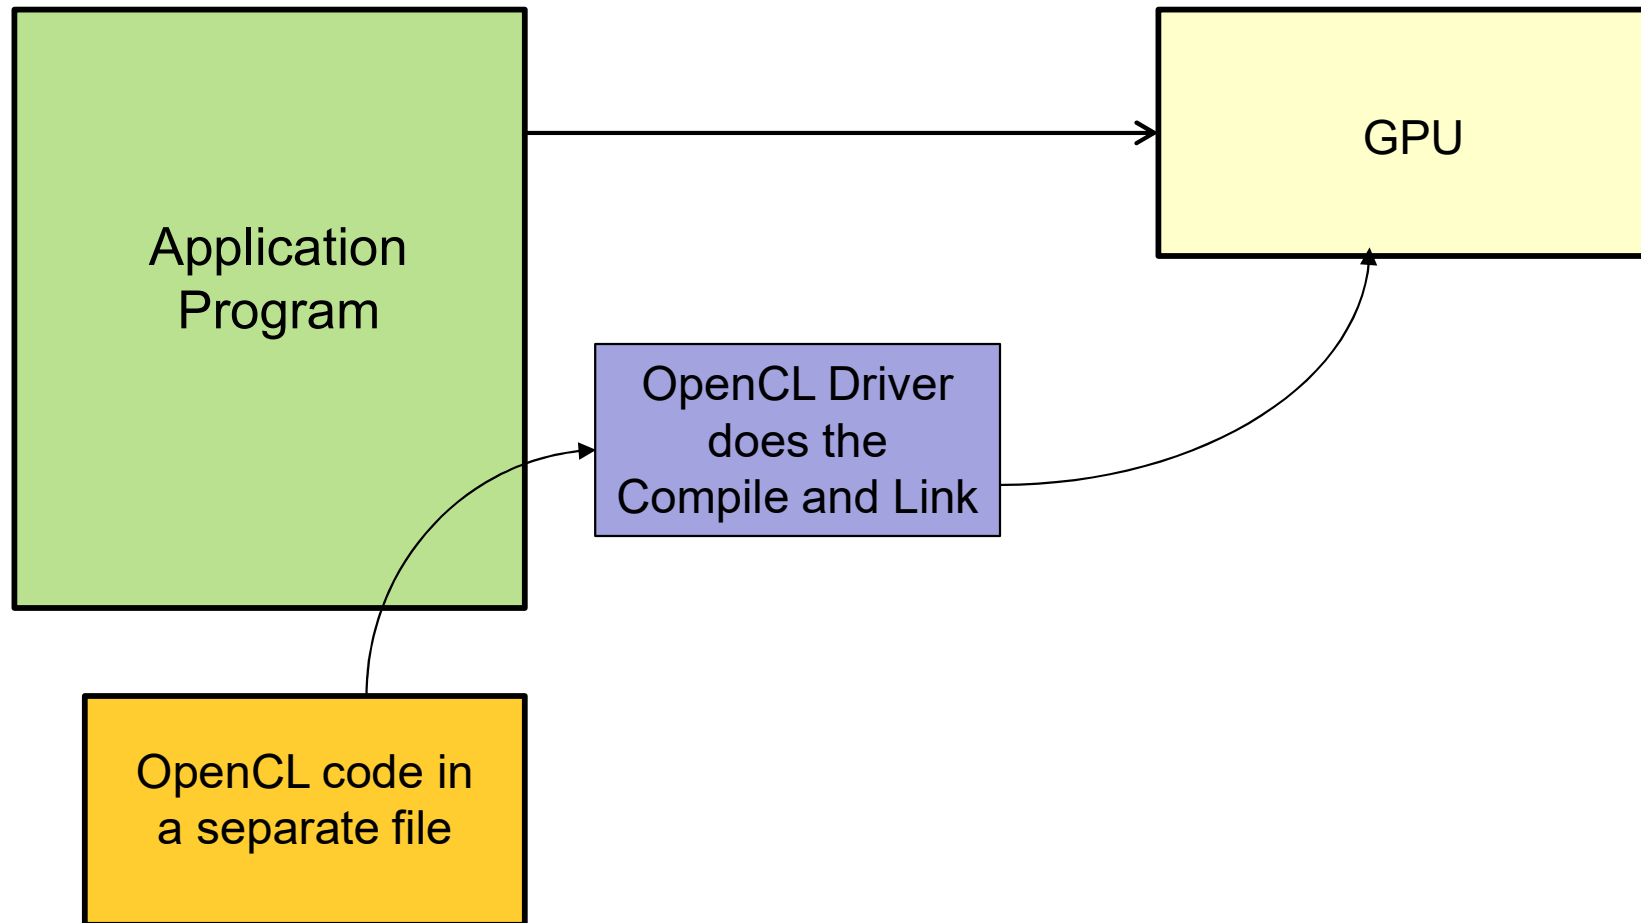 Application
Program
GPU
OpenCL Driver
does the
Compile and Link
OpenCL code in
a separate file